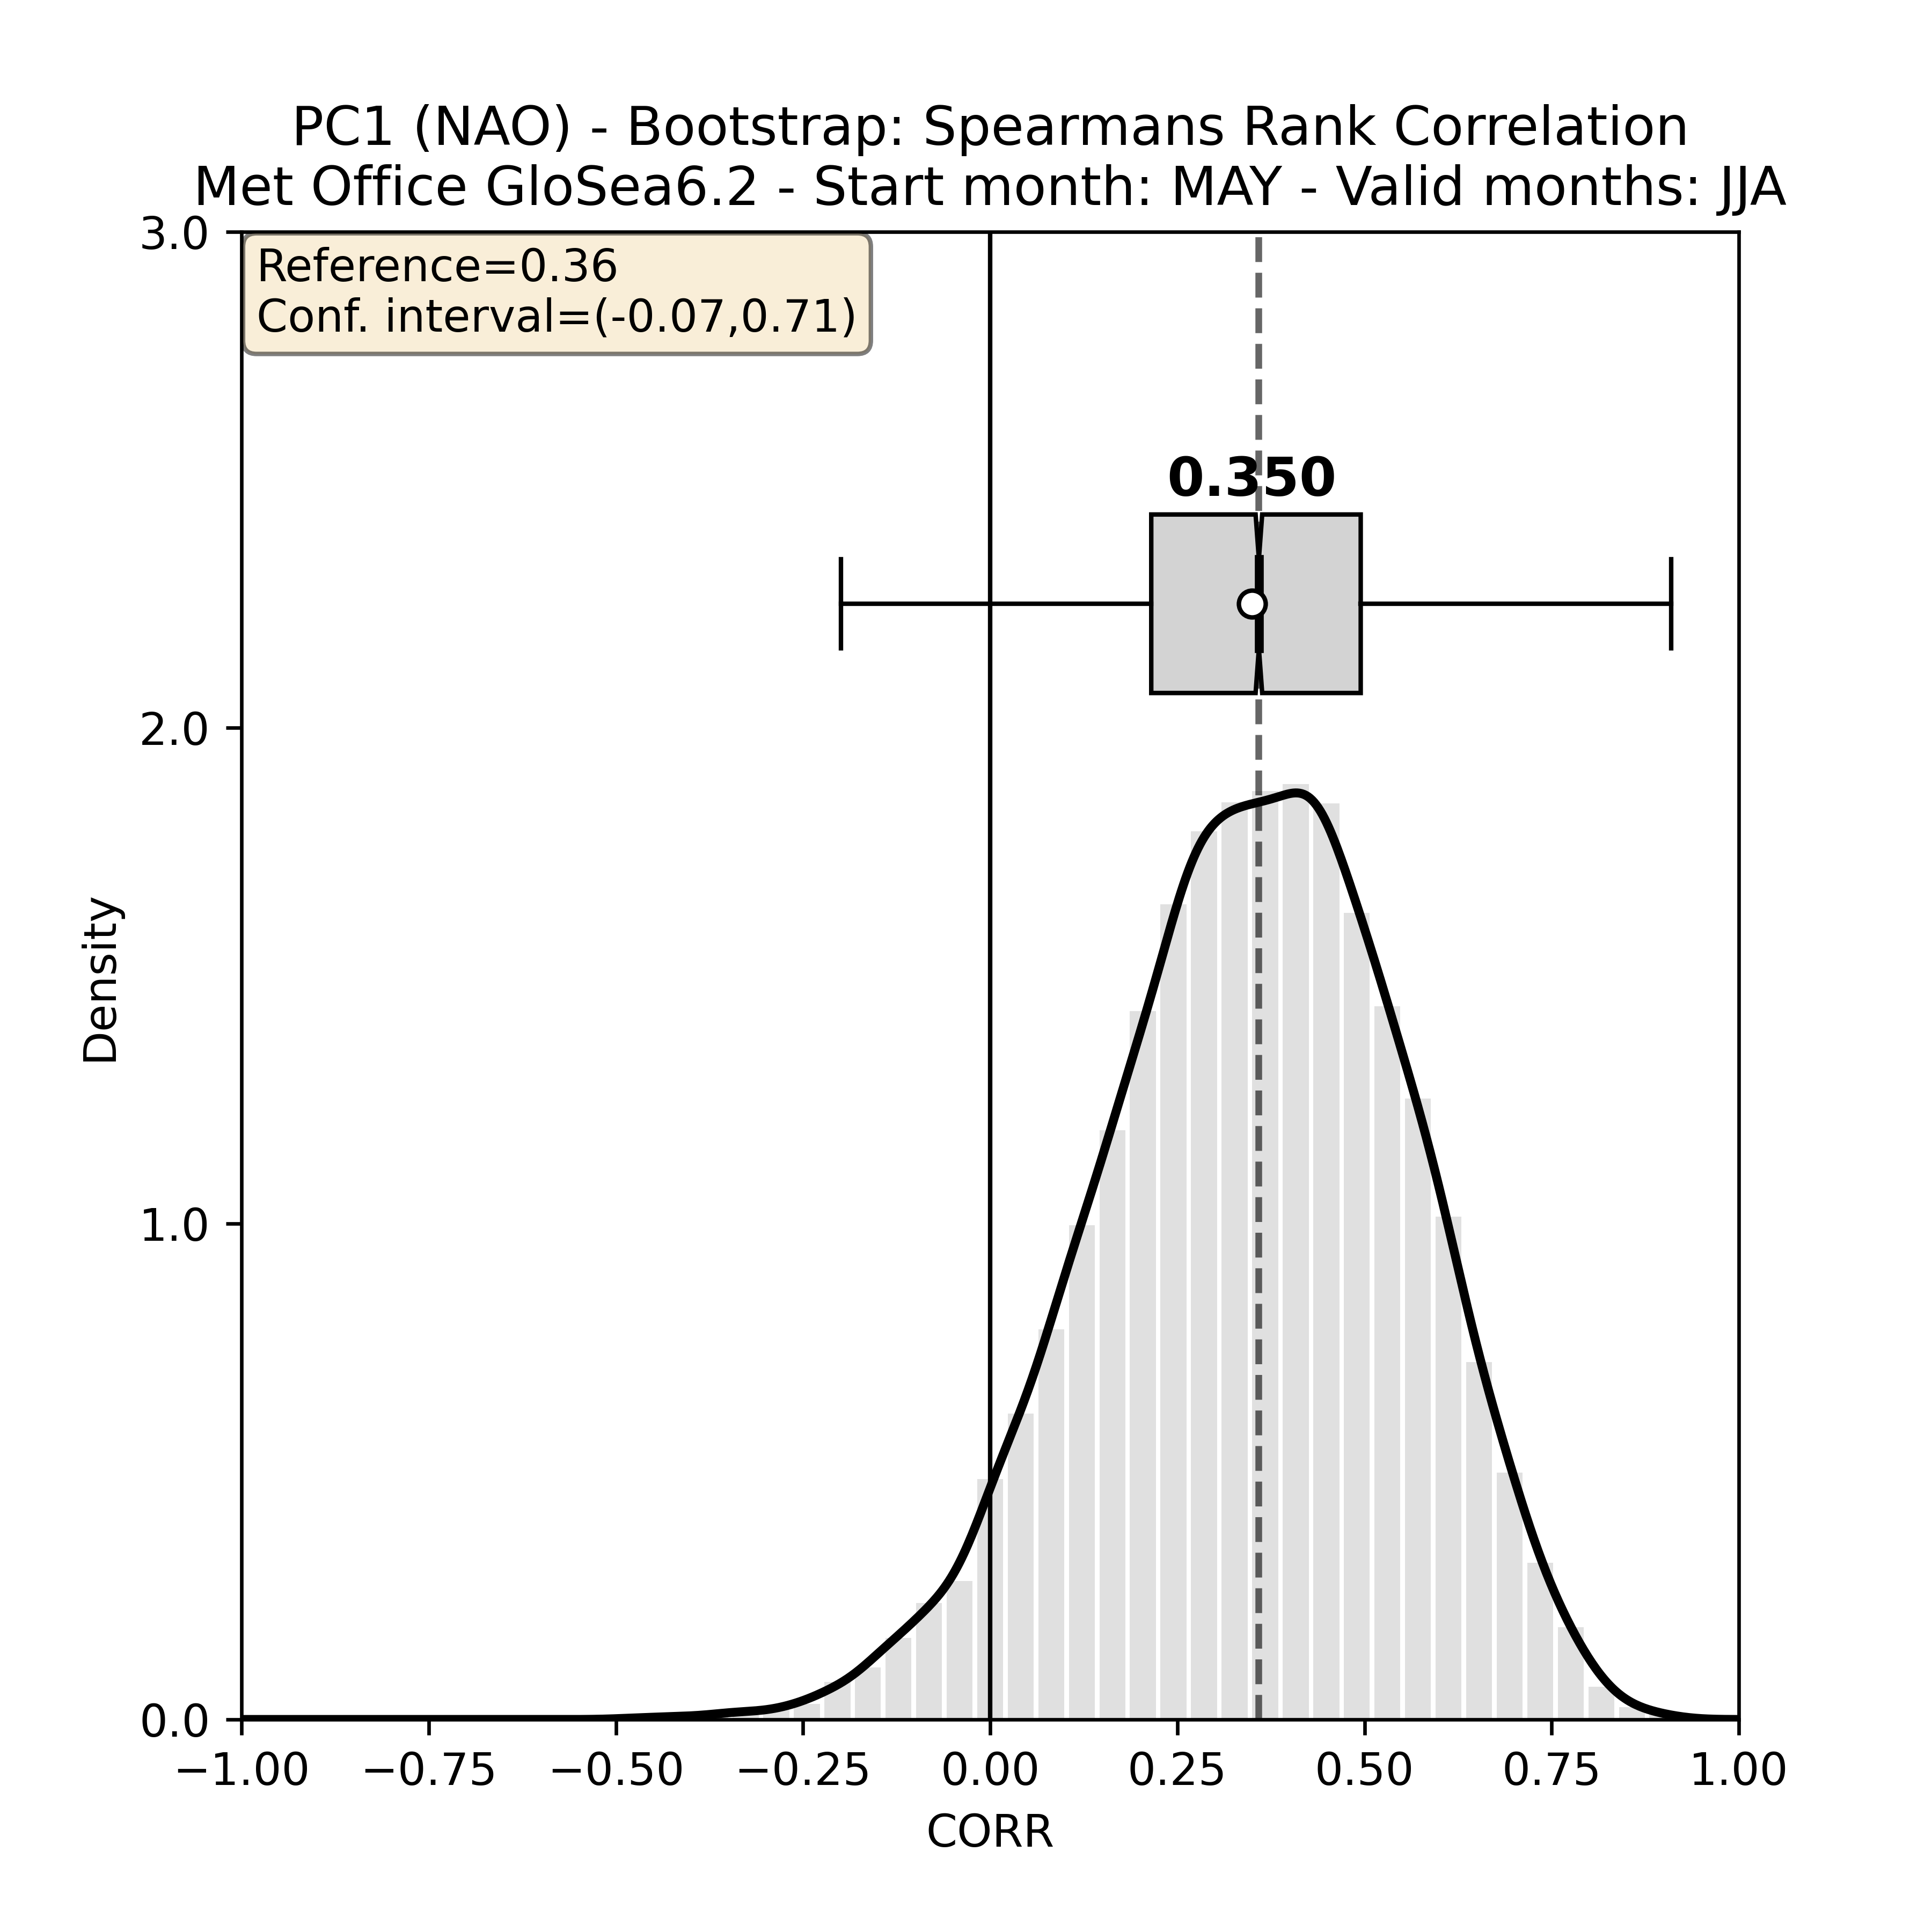 PC1 (NAO) - Bootstrap: Spearmans Rank Correlation
Met Office GloSea6.2 - Start month: MAY - Valid months: JJA
Reference=0.36
Conf. interval=(-0.07,0.71)
0.350
3.0
2.0
1.0
0.0
Density
−1.00 −0.75 −0.50 −0.25 0.00 0.25 0.50 0.75 1.00
CORR